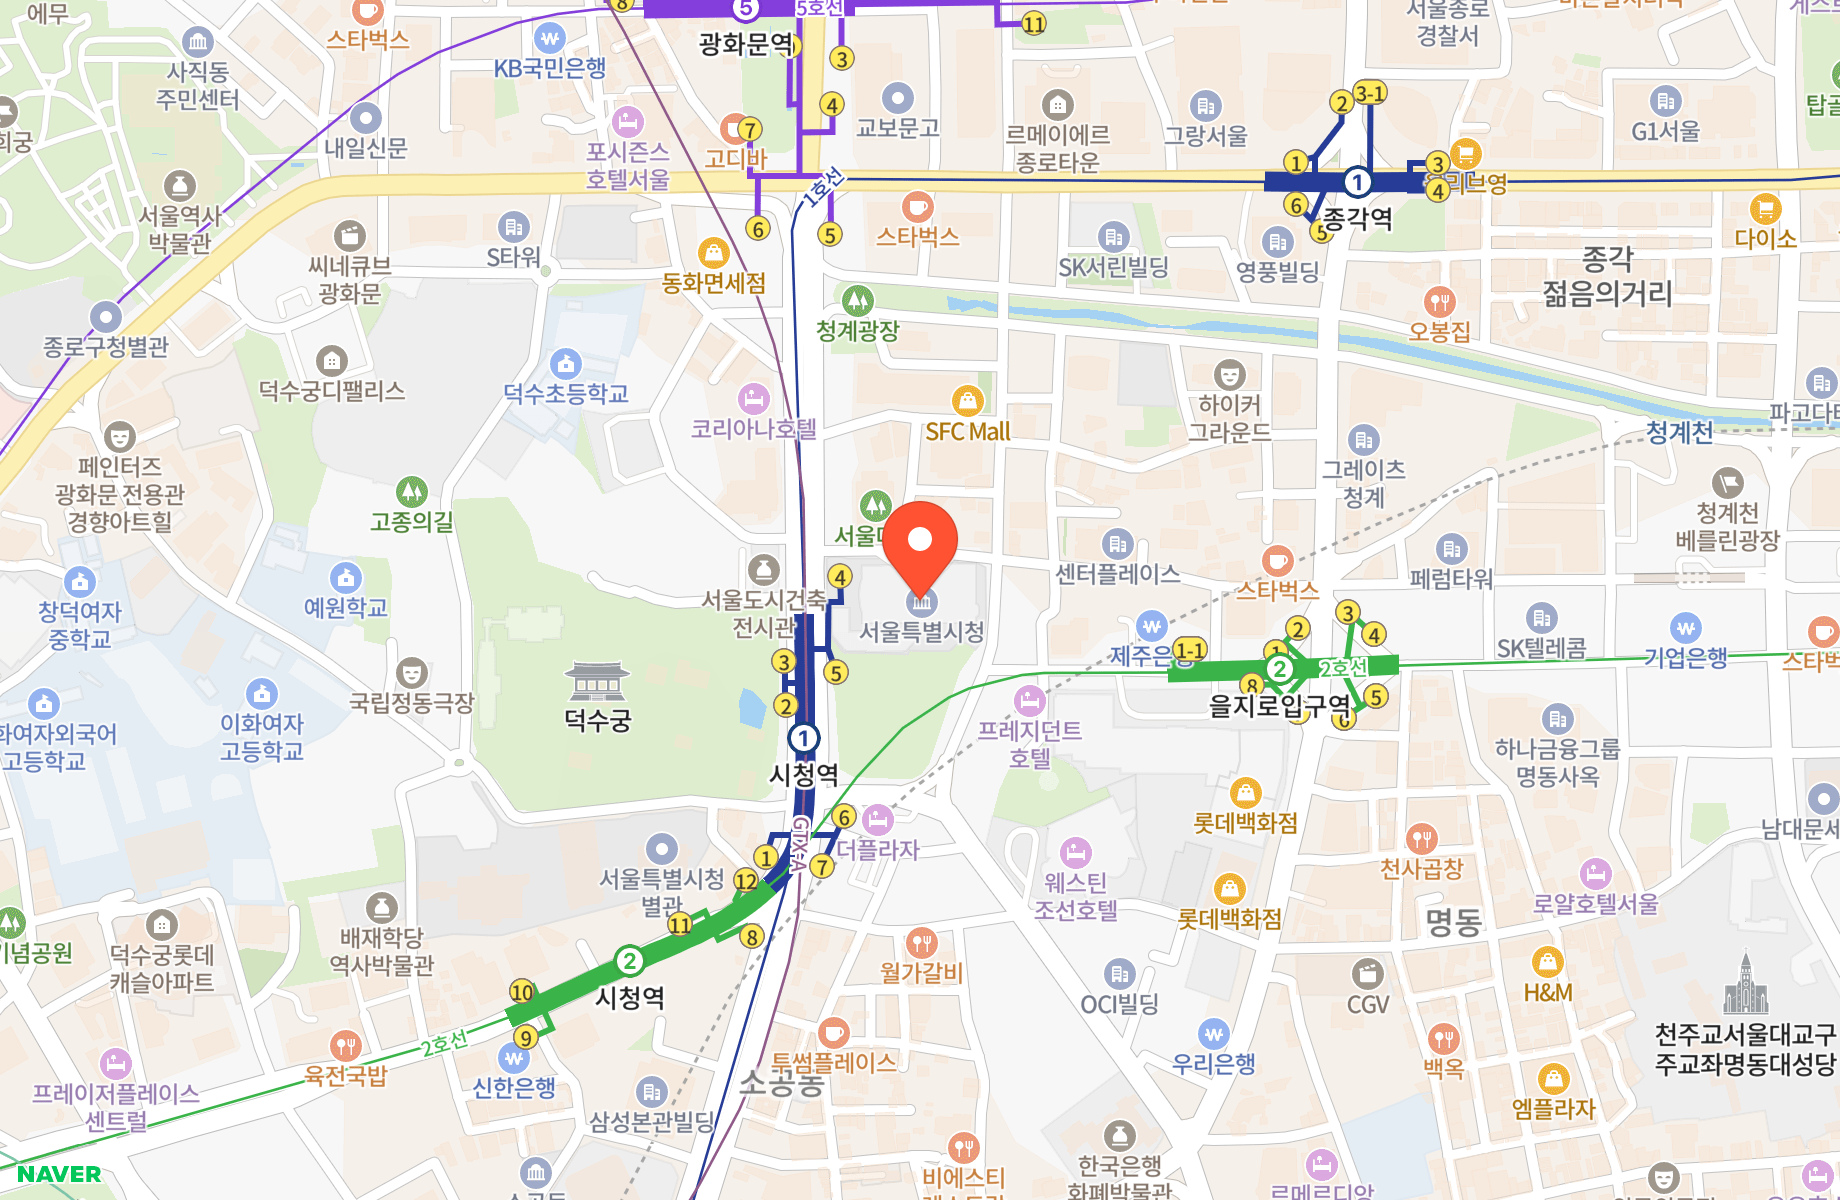 에무
스타벅스
8
5
5호선
광화문역
3
11
서울종로
경찰서
사직동
주민센터
KB국민은행
내일신문
포시즌스
호텔서울
7
고디바
4
교보문고
르메이에르
종로타운
그랑서울
2
3-1
G1서울
서울역사
박물관
1호선
1
1
3
4
6
5
종각역
씨네큐브
광화문
S타워
6
5
동화면세점
스타벅스
SK서린빌딩
영풍빌딩
종각
젊음의거리
다이소
종로구청별관
청계광장
오봉집
덕수궁디팰리스
덕수초등학교
코리아나호텔
SFC Mall
하이커
그라운드
청계천
페인터즈
광화문 전용관
경향아트힐
고종의길
그레이츠
청계
청계천
베를린광장
창덕여자
중학교
예원학교
서울도시건축
전시관
4
서울특별시청
센터플레이스
스타벅스
페럼타워
제주은행
1-1
2
1
3
4
2
2호선
8
5
을지로입구역
SK텔레콤
기업은행
국립정동극장
이화여자
고등학교
고등학교
덕수궁
3
5
2
1
시청역
프레지던트
호텔
하나금융그룹
명동사옥
롯데백화점
GTX-A
6
더플라자
1
7
12
서울특별시청
별관
11
8
웨스틴
조선호텔
천사곱창
롯데백화점
로얄호텔서울
명동
덕수궁롯데
캐슬아파트
배재학당
역사박물관
2
시청역
10
9
2호선
월가갈비
OCI빌딩
CGV
H&M
천주교서울대교구
주교좌명동대성당
프레이저플레이스
센트럴
육전국밥
신한은행
투썸플레이스
소공동
우리은행
백옥
삼성본관빌딩
엠플라자
한국은행
화폐박물관
비에스티
르메르디앙
NAVER